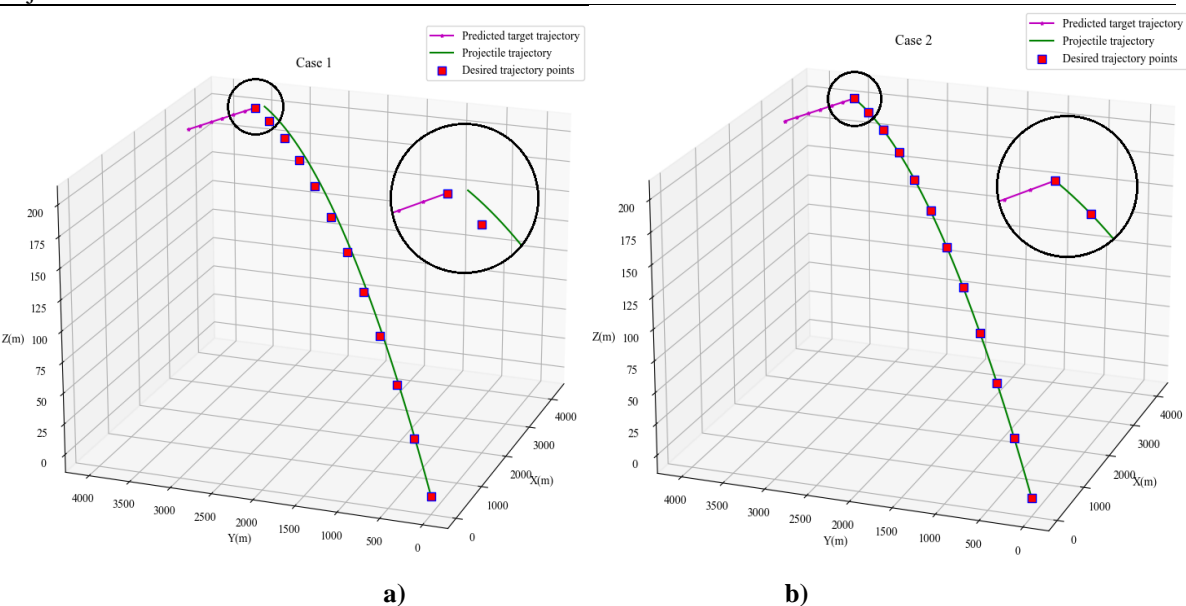 Case 1
Predicted target trajectory
Projectile trajectory
Desired trajectory points
200
175
150
125
Z(m) 100
75
50
25
0
4000
3500
3000
2500
2000
1500
1000
500
0
Y(m)
0
1000
2000
3000
4000
X(m)
a)
Case 2
Predicted target trajectory
Projectile trajectory
Desired trajectory points
200
175
150
125
Z(m) 100
75
50
25
0
4000
3500
3000
2500
2000
1500
1000
500
0
Y(m)
0
1000
2000
3000
4000
X(m)
b)